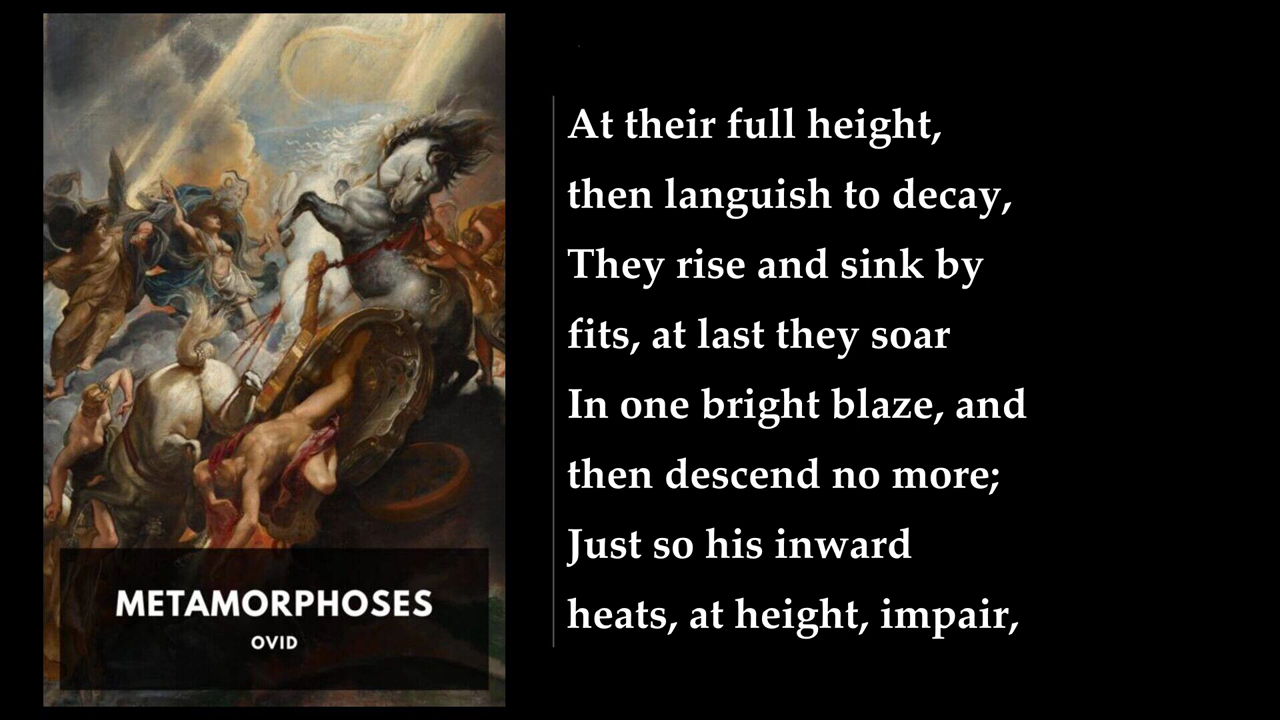 METAMORPHOSES
OVID
At their full height,
then languish to decay,
They rise and sink by
fits, at last they soar
In one bright blaze, and
then descend no more;
Just so his inward
heats, at height, impair,